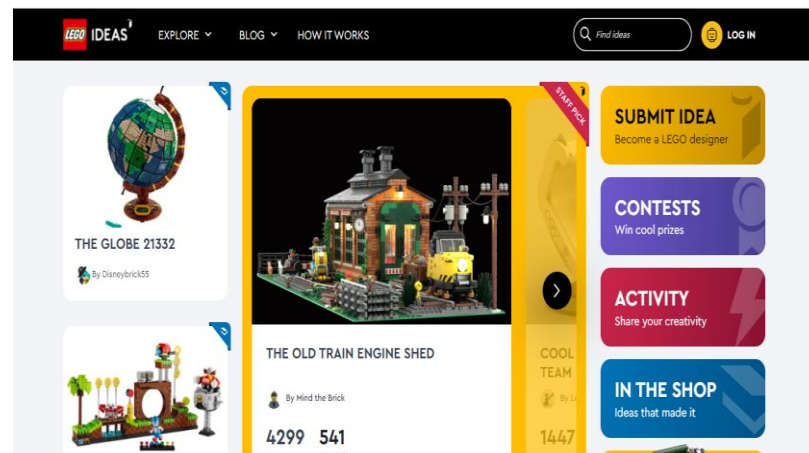 LEGO IDEAS
EXPLORE
BLOG
HOW IT WORKS
Find ideas
LOG IN
THE GLOBE 21332
By Disneybrick55
STAFF PICK
THE OLD TRAIN ENGINE SHED
By Mind the Brick
4299 541
COOL
TEAM
By L
1447
SUBMIT IDEA
Become a LEGO designer
CONTESTS
Win cool prizes
ACTIVITY
Share your creativity
IN THE SHOP
Ideas that made it